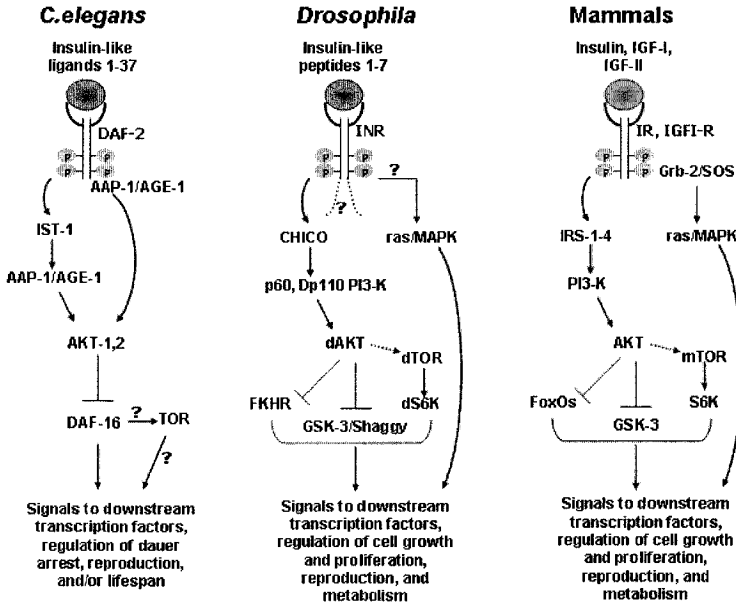 C.elegans
Insulin-like
ligands 1-37
P
P
P
P
DAF-2
AAP-1/AGE-1
IST-1
AAP-1/AGE-1
AKT-1,2
DAF-16
?
TOR
?
Signals to downstream
transcription factors,
regulation of dauer
arrest, reproduction,
and/or lifespan
Drosophila
Insulin-like
peptides 1-7
INR
P
P
P
P
?
?
CHICO
ras/MAPK
p60, Dp110 PI3-K
dAKT
dTOR
FKHR
dS6K
GSK-3/Shaggy
Signals to downstream
transcription factors,
regulation of cell growth
and proliferation,
reproduction, and
metabolism
Mammals
Insulin, IGF-I,
IGF-II
IR, IGFI-R
P
P
P
P
Grb-2/SOS
IRS-1-4
ras/MAPK
PI3-K
AKT
mTOR
FoxOs
S6K
GSK-3
Signals to downstream
transcription factors,
regulation of cell growth
and proliferation,
reproduction, and
metabolism